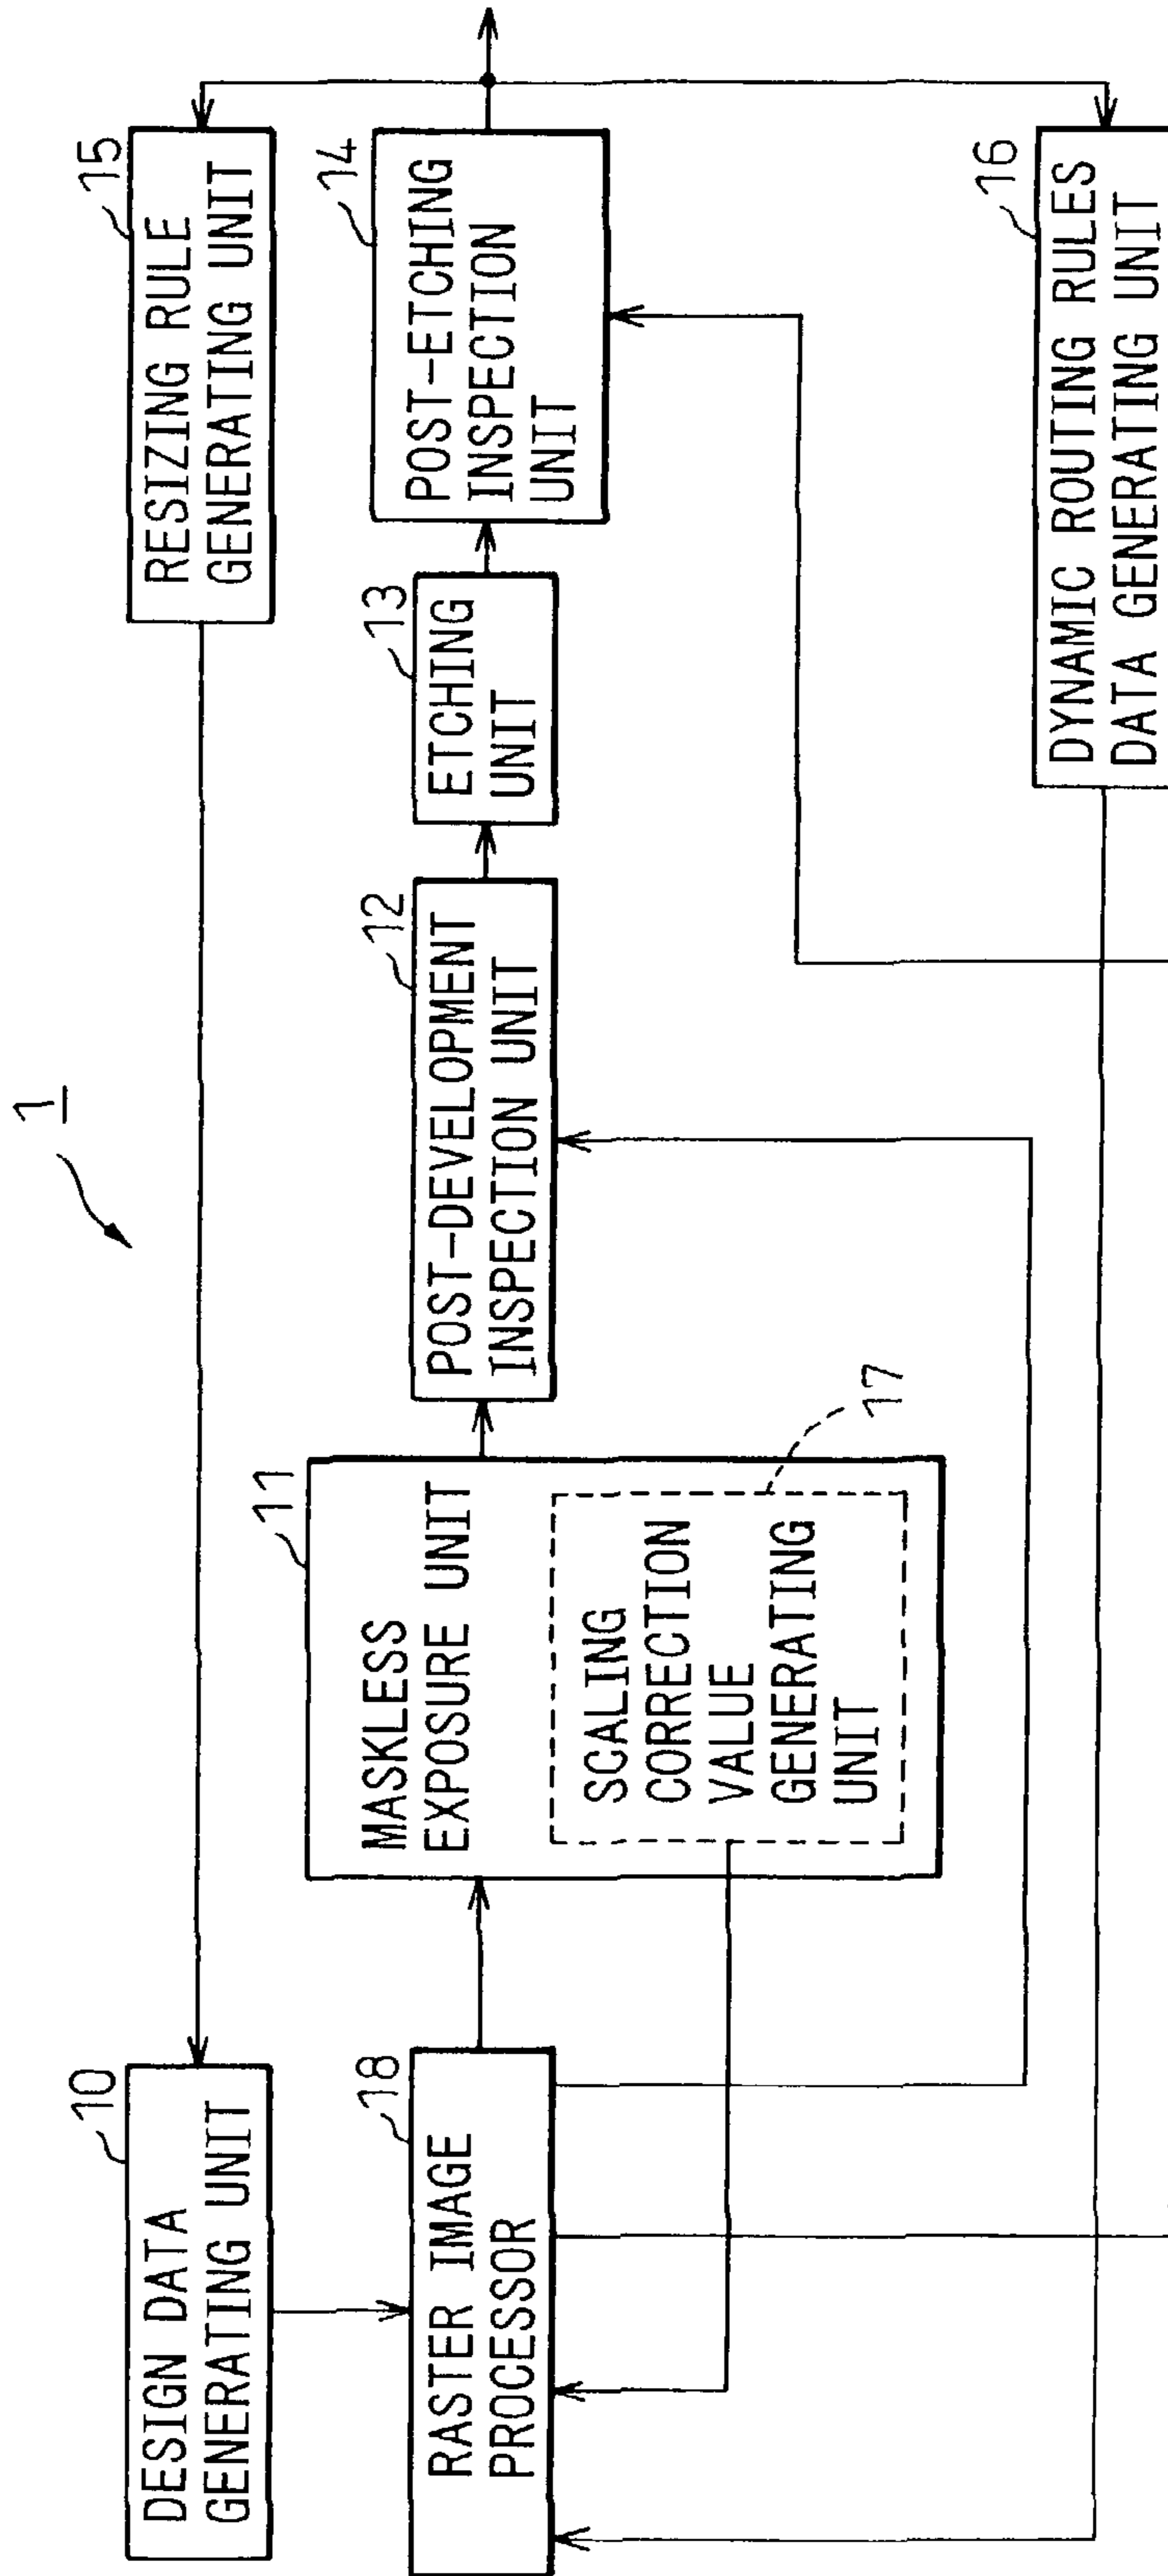 1
10
DESIGN DATA
GENERATING UNIT
15
RESIZING RULE
GENERATING UNIT
18
RASTER IMAGE
PROCESSOR
11
MASKLESS
EXPOSURE UNIT
17
SCALING
CORRECTION
VALUE
GENERATING
UNIT
12
POST-DEVELOPMENT
INSPECTION UNIT
13
ETCHING
UNIT
14
POST-ETCHING
INSPECTION
UNIT
16
DYNAMIC ROUTING RULES
DATA GENERATING UNIT